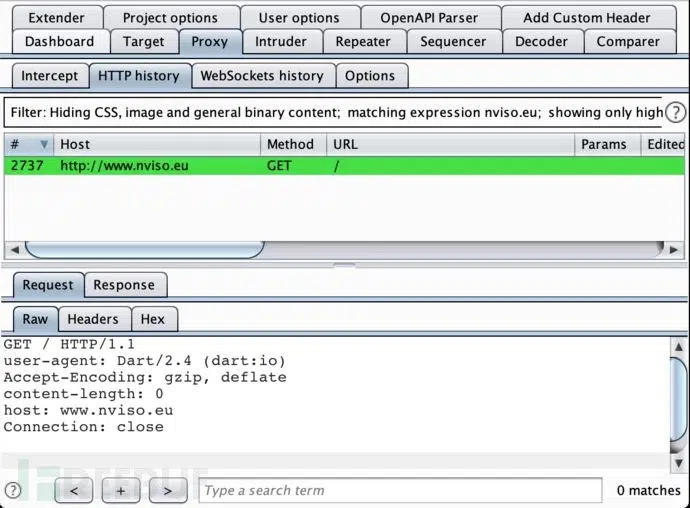 Extender Project options User options OpenAPI Parser Add Custom Header
Dashboard Target Proxy Intruder Repeater Sequencer Decoder Comparer
Intercept HTTP history WebSockets history Options
Filter: Hiding CSS, image and general binary content; matching expression nviso.eu; showing only high ?
# Host Method URL Params Edited
2737 http://www.nviso.eu GET /
Request Response
Raw Headers Hex
GET / HTTP/1.1
user-agent: Dart/2.4 (dart:io)
Accept-Encoding: gzip, deflate
content-length: 0
host: www.nviso.eu
Connection: close
? < + > Type a search term 0 matches